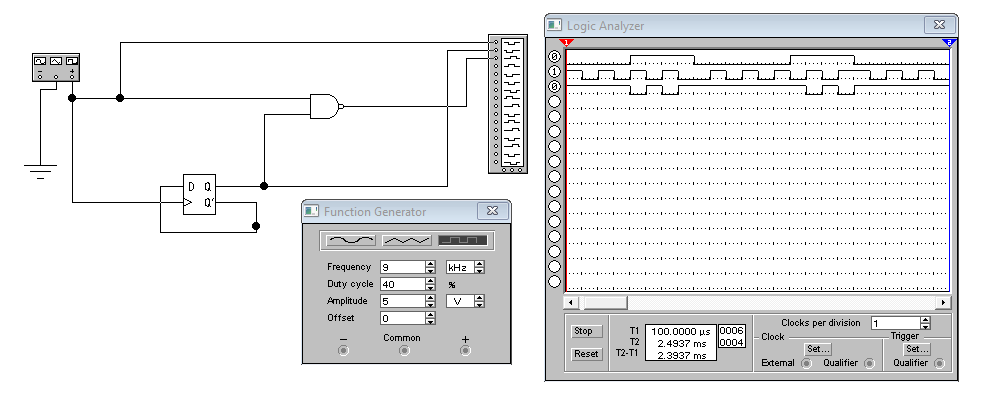 Logic Analyzer
1
2
0
1
0
− +
D Q
Q'
Function Generator
Frequency 9 kHz
Duty cycle 40 %
Amplitude 5 V
Offset 0
− Common +
Stop
Reset
T1 100.0000 µs 0006
T2 2.4937 ms 0004
T2-T1 2.3937 ms
Clocks per division 1
Clock
Set...
External Qualifier
Trigger
Set...
Qualifier